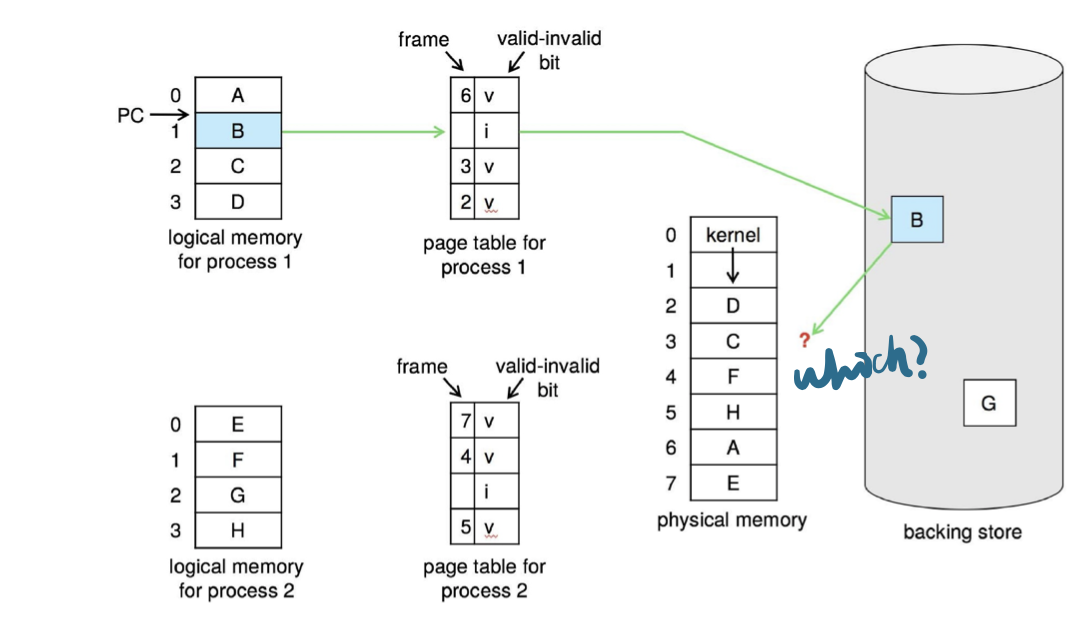 frame valid-invalid
bit
PC
0 A
1 B
2 C
3 D
logical memory
for process 1
6 v
i
3 v
2 v
page table for
process 1
0 kernel
1
2 D
3 C
4 F
5 H
6 A
7 E
physical memory
B
?
which?
G
backing store
0 E
1 F
2 G
3 H
logical memory
for process 2
frame valid-invalid
bit
7 v
4 v
i
5 v
page table for
process 2